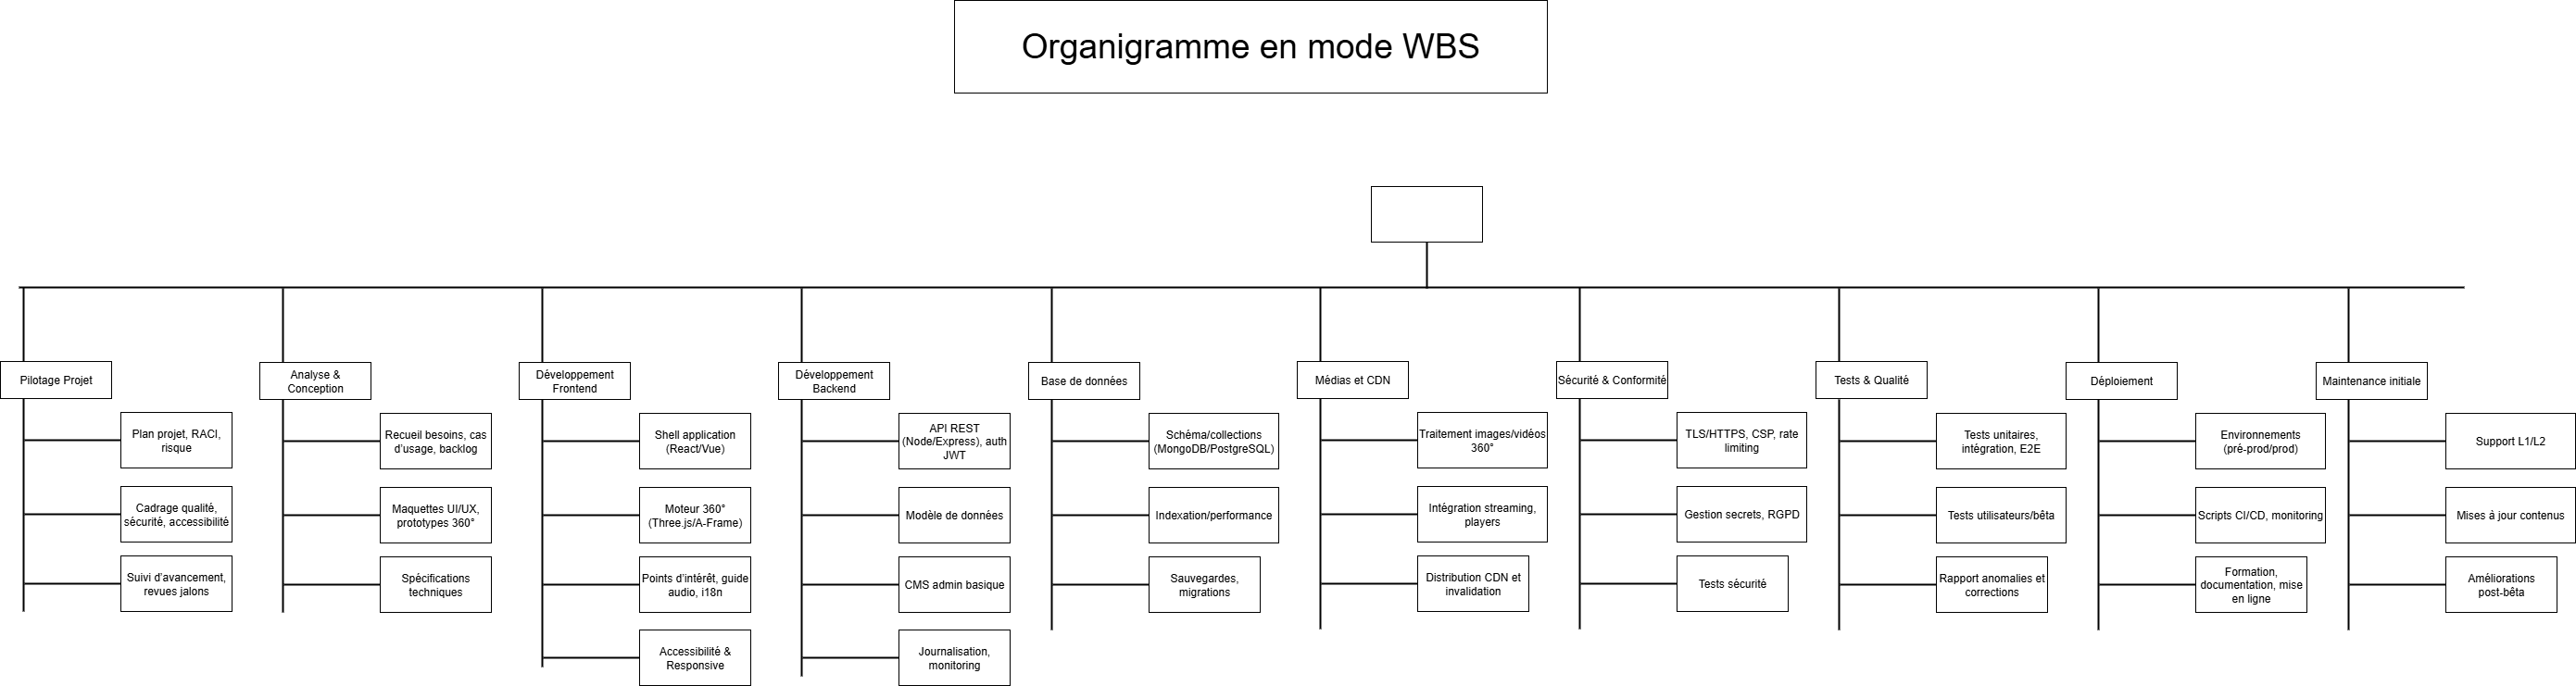 Organigramme en mode WBS
Pilotage Projet
Plan projet, RACI,
risque
Cadrage qualité,
sécurité, accessibilité
Suivi d’avancement,
revues jalons
Analyse &
Conception
Recueil besoins, cas
d’usage, backlog
Maquettes UI/UX,
prototypes 360°
Spécifications
techniques
Développement
Frontend
Shell application
(React/Vue)
Moteur 360°
(Three.js/A-Frame)
Points d’intérêt, guide
audio, i18n
Accessibilité &
Responsive
Développement
Backend
API REST
(Node/Express), auth
JWT
Modèle de données
CMS admin basique
Journalisation,
monitoring
Base de données
Schéma/collections
(MongoDB/PostgreSQL)
Indexation/performance
Sauvegardes,
migrations
Médias et CDN
Traitement images/vidéos
360°
Intégration streaming,
players
Distribution CDN et
invalidation
Sécurité & Conformité
TLS/HTTPS, CSP, rate
limiting
Gestion secrets, RGPD
Tests sécurité
Tests & Qualité
Tests unitaires,
intégration, E2E
Tests utilisateurs/bêta
Rapport anomalies et
corrections
Déploiement
Environnements
(pré-prod/prod)
Scripts CI/CD, monitoring
Formation,
documentation, mise
en ligne
Maintenance initiale
Support L1/L2
Mises à jour contenus
Améliorations
post-bêta